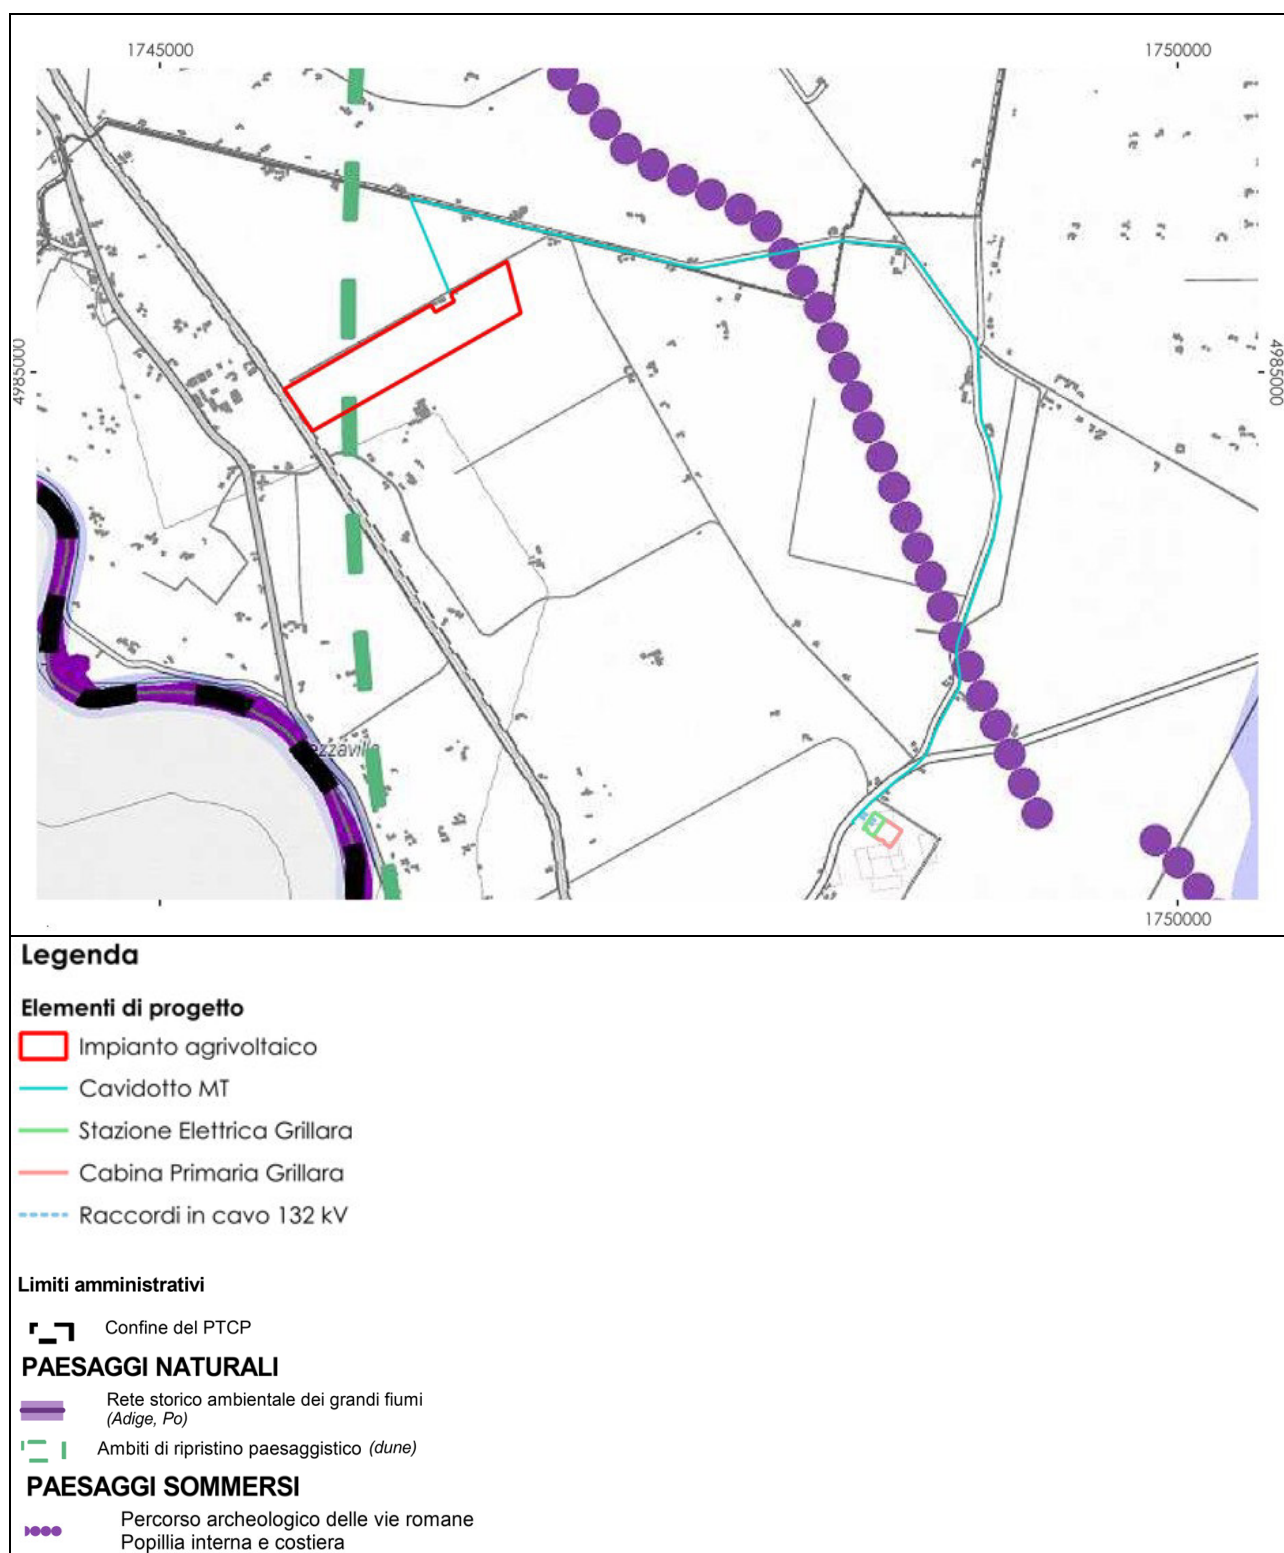 1745000
1750000
4985000
4985000
ezzaville
1750000
Legenda
Elementi di progetto
Impianto agrivoltaico
Cavidotto MT
Stazione Elettrica Grillara
Cabina Primaria Grillara
Raccordi in cavo 132 kV
Limiti amministrativi
Confine del PTCP
PAESAGGI NATURALI
Rete storico ambientale dei grandi fiumi
(Adige, Po)
Ambiti di ripristino paesaggistico (dune)
PAESAGGI SOMMERSI
Percorso archeologico delle vie romane
Popillia interna e costiera